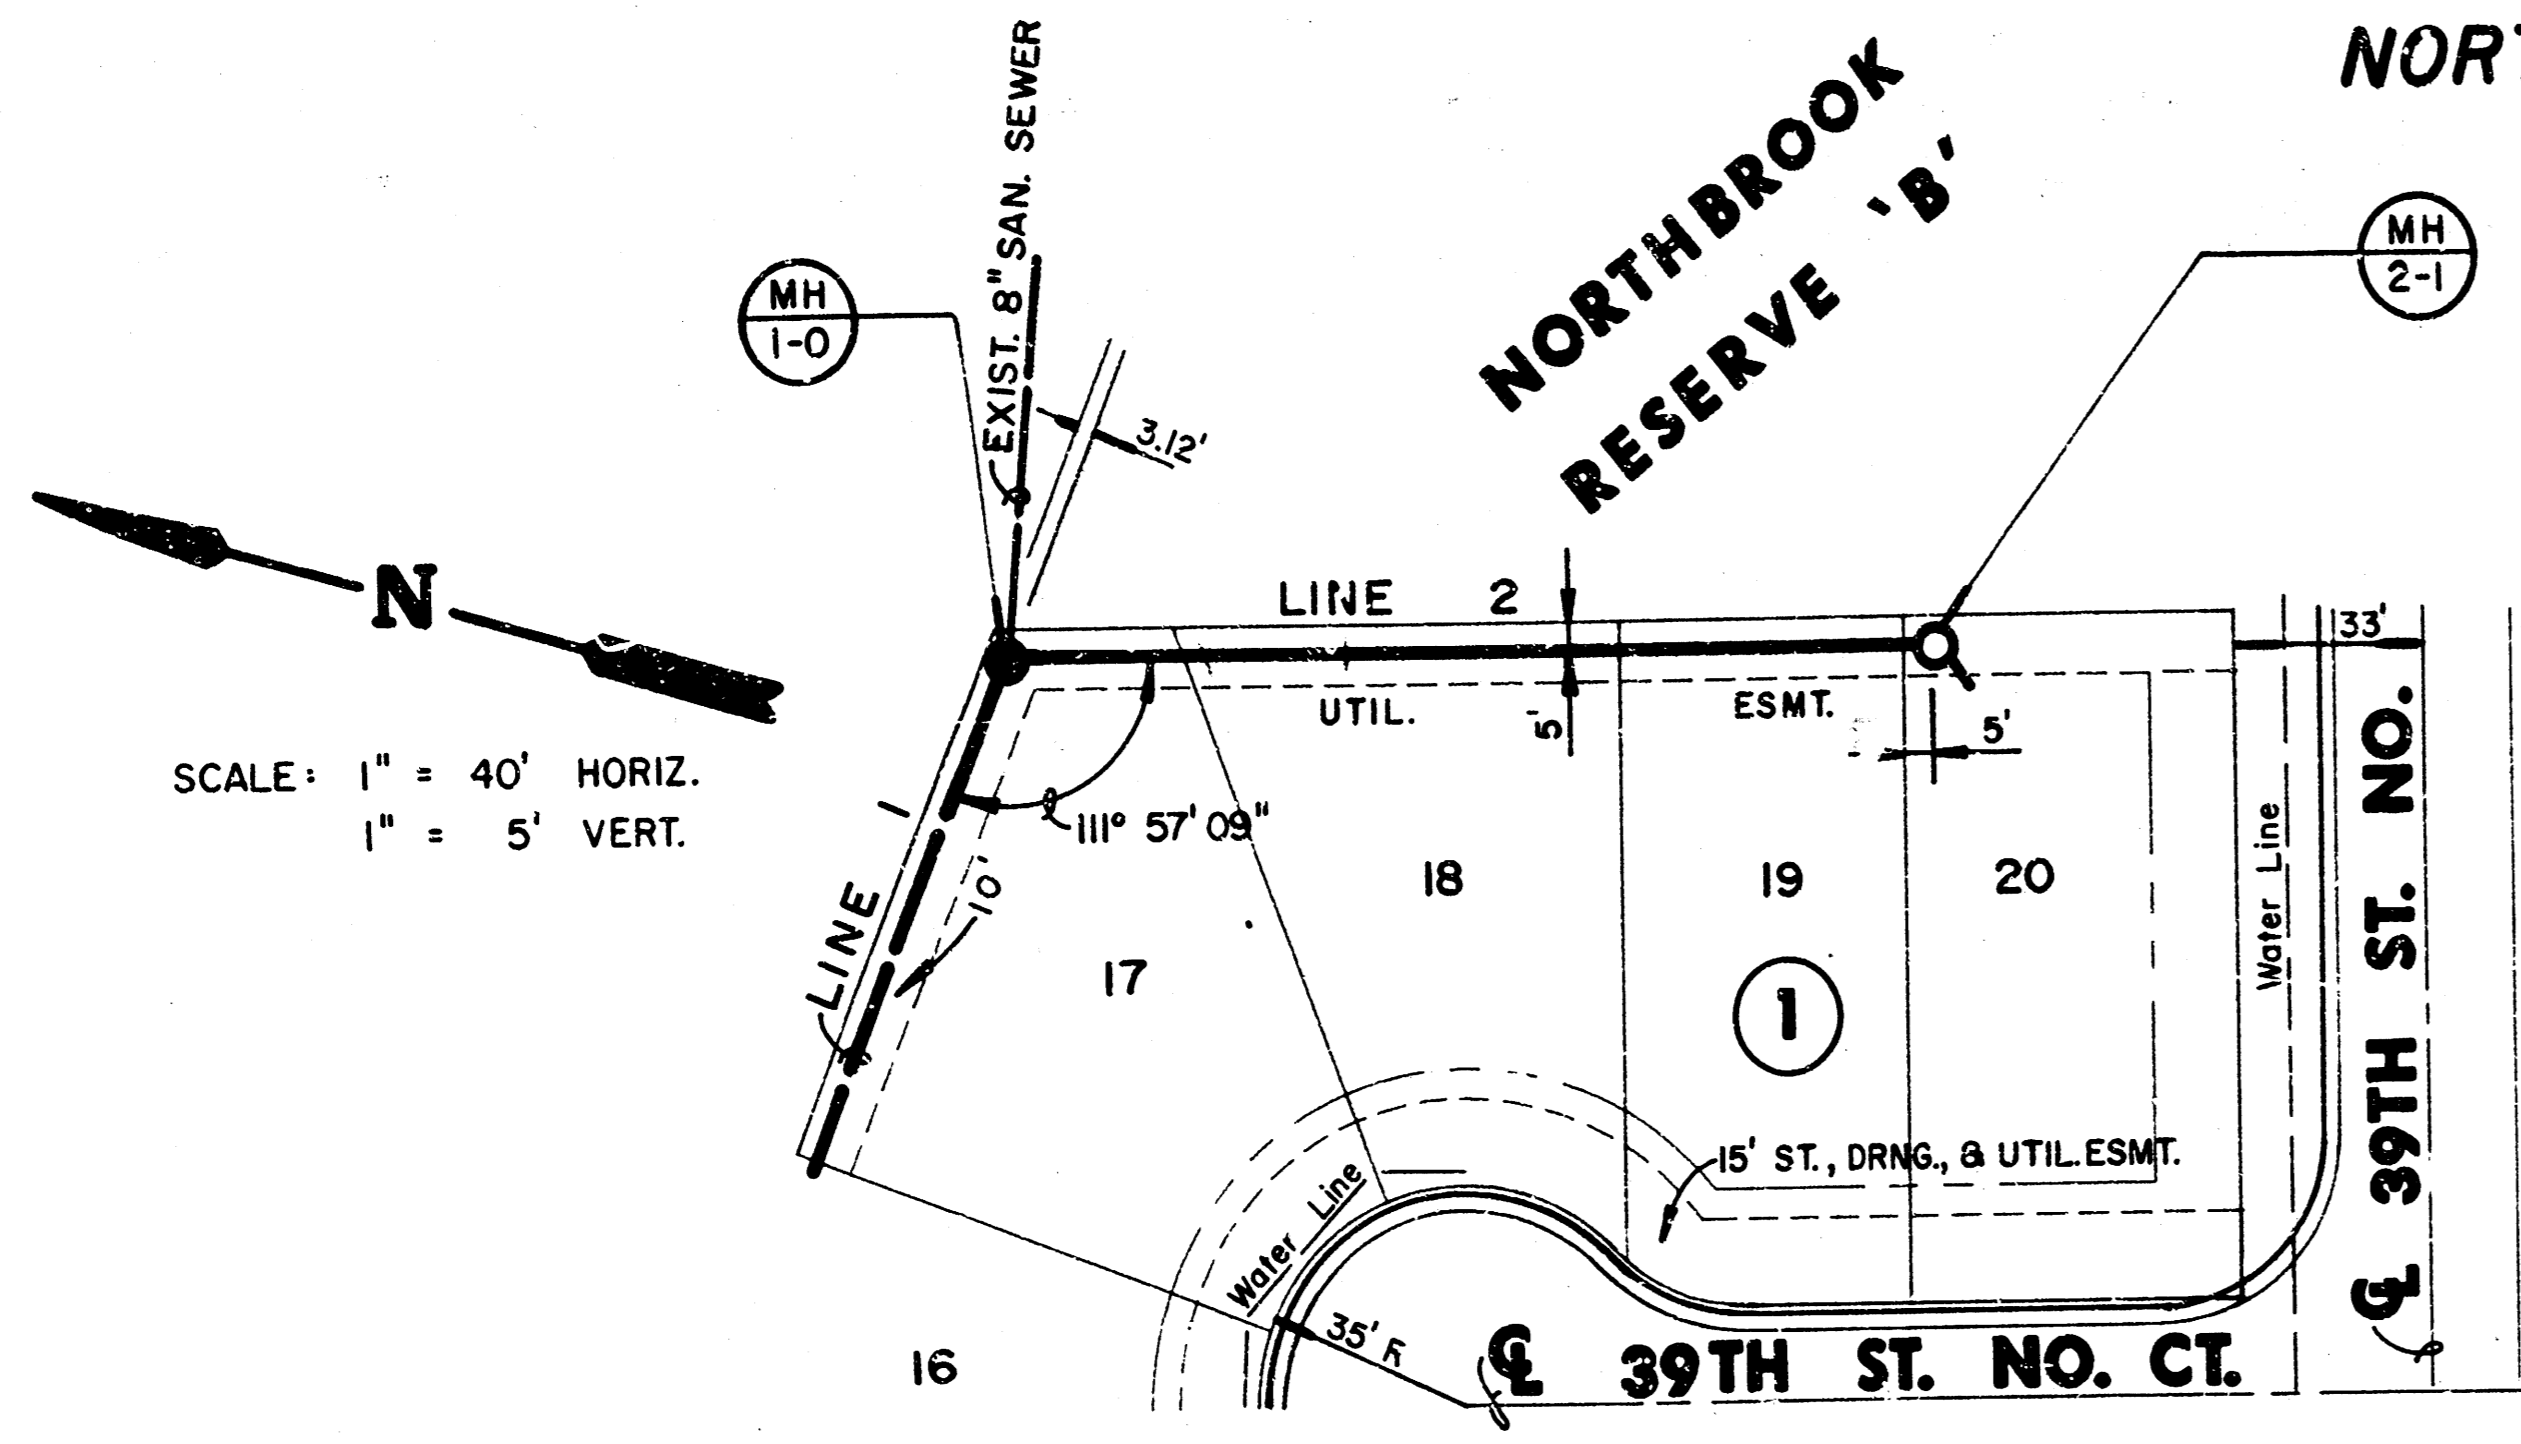 NOR
EXIST. 8" SAN. SEWER
NORTHBROOK
RESERVE 'B'
MH
2-1
MH
1-0
3.12'
N
LINE 2
33'
UTIL. ESMT.
5'
5'
SCALE: 1" = 40' HORIZ.
1" = 5' VERT.
111° 57' 09"
LINE 1
10'
17
18
19
20
1
Water Line
℄ 39TH ST. NO.
15' ST., DRNG., & UTIL. ESMT.
Water Line
35' R
16
℄ 39TH ST. NO. CT.